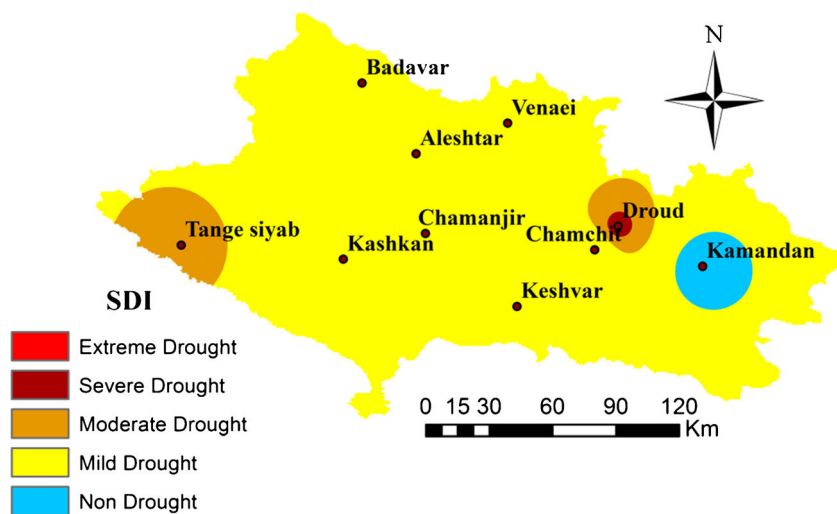 N
Badavar
Venaei
Aleshtar
Droud
Tange siyab
Chamanjir
Chamchit
Kashkan
Kamandan
Keshvar
SDI
Extreme Drought
Severe Drought
Moderate Drought
Mild Drought
Non Drought
0 15 30 60 90 120
Km